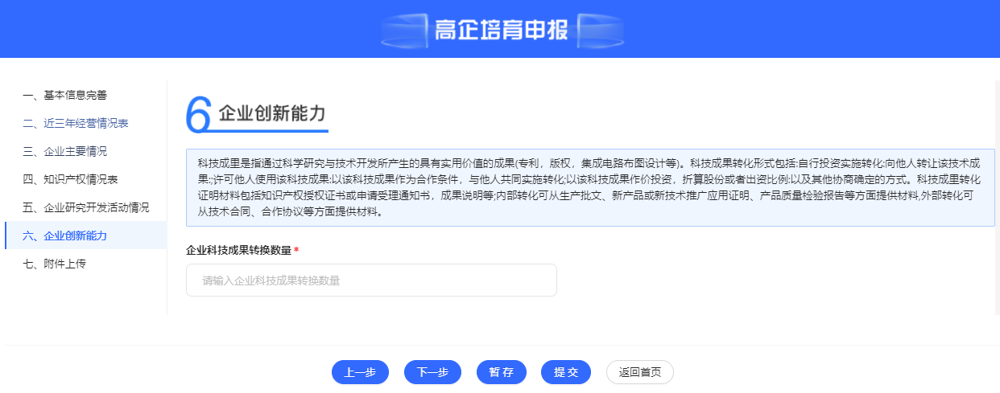 高企培育申报
一、基本信息完善
二、近三年经营情况表
三、企业主要情况
四、知识产权情况表
五、企业研究开发活动情况
六、企业创新能力
七、附件上传
6 企业创新能力
科技成里是指通过科学研究与技术开发所产生的具有实用价值的成果(专利，版权，集成电路布图设计等)。科技成果转化形式包括:自行投资实施转化:向他人转让该技术成
果:;许可他人使用该科技成果:以该科技成果作为合作条件，与他人共同实施转化;以该科技成果作价投资，折算股份或者出资比例:以及其他协商确定的方式。科技成里转化
证明材料包括知识产权授权证书或申请受理通知书，成果说明等;内部转化可从生产批文、新产品或新技术推广应用证明、产品质量检验报告等方面提供材料,外部转化可
从技术合同、合作协议等方面提供材料。
企业科技成果转换数量 *
请输入企业科技成果转换数量
上一步 下一步 暂存 提交 返回首页